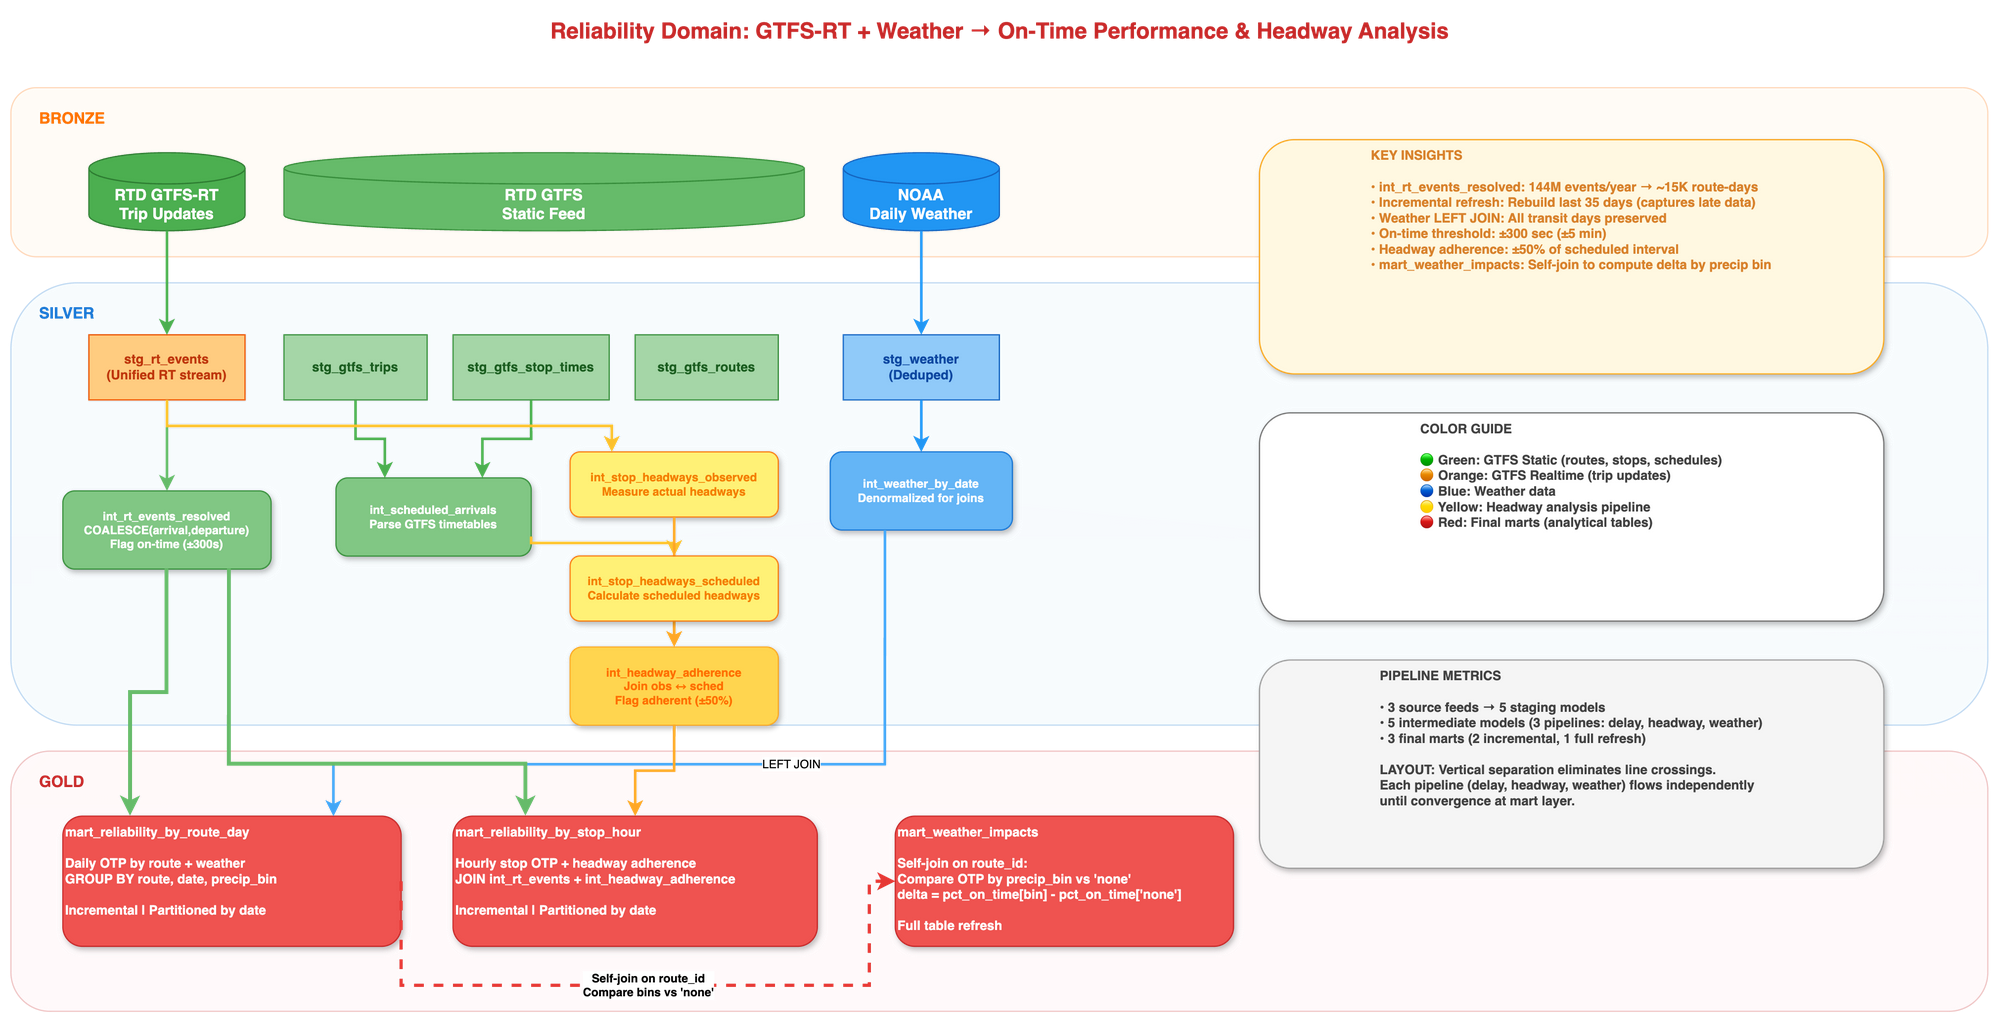 Reliability Domain: GTFS-RT + Weather → On-Time Performance & Headway Analysis
BRONZE
RTD GTFS-RT
Trip Updates
RTD GTFS
Static Feed
NOAA
Daily Weather
KEY INSIGHTS
• int_rt_events_resolved: 144M events/year → ~15K route-days
• Incremental refresh: Rebuild last 35 days (captures late data)
• Weather LEFT JOIN: All transit days preserved
• On-time threshold: ±300 sec (±5 min)
• Headway adherence: ±50% of scheduled interval
• mart_weather_impacts: Self-join to compute delta by precip bin
SILVER
stg_rt_events
(Unified RT stream)
stg_gtfs_trips
stg_gtfs_stop_times
stg_gtfs_routes
stg_weather
(Deduped)
COLOR GUIDE
Green: GTFS Static (routes, stops, schedules)
Orange: GTFS Realtime (trip updates)
Blue: Weather data
Yellow: Headway analysis pipeline
Red: Final marts (analytical tables)
int_rt_events_resolved
COALESCE(arrival,departure)
Flag on-time (±300s)
int_scheduled_arrivals
Parse GTFS timetables
int_stop_headways_observed
Measure actual headways
int_weather_by_date
Denormalized for joins
int_stop_headways_scheduled
Calculate scheduled headways
int_headway_adherence
Join obs ↔ sched
Flag adherent (±50%)
PIPELINE METRICS
• 3 source feeds → 5 staging models
• 5 intermediate models (3 pipelines: delay, headway, weather)
• 3 final marts (2 incremental, 1 full refresh)
LAYOUT: Vertical separation eliminates line crossings.
Each pipeline (delay, headway, weather) flows independently
until convergence at mart layer.
GOLD
LEFT JOIN
mart_reliability_by_route_day
Daily OTP by route + weather
GROUP BY route, date, precip_bin
Incremental | Partitioned by date
mart_reliability_by_stop_hour
Hourly stop OTP + headway adherence
JOIN int_rt_events + int_headway_adherence
Incremental | Partitioned by date
mart_weather_impacts
Self-join on route_id:
Compare OTP by precip_bin vs 'none'
delta = pct_on_time[bin] - pct_on_time['none']
Full table refresh
Self-join on route_id
Compare bins vs 'none'